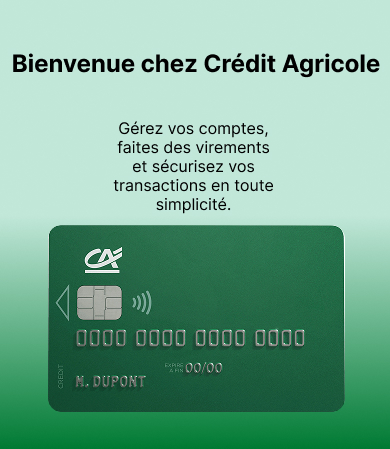 Bienvenue chez Crédit Agricole
Gérez vos comptes,
faites des virements
et sécurisez vos
transactions en toute
simplicité.
CA
0000 0000 0000 0000
EXPIRE
À FIN 00/00
CREDIT
M. DUPONT